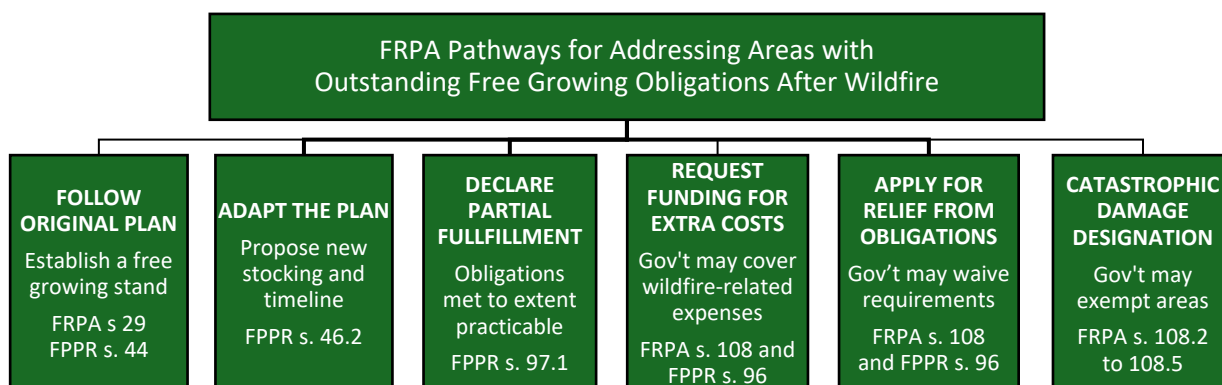 FRPA Pathways for Addressing Areas with
Outstanding Free Growing Obligations After Wildfire
FOLLOW
ORIGINAL PLAN
Establish a free
growing stand
FRPA s 29
FPPR s. 44
ADAPT THE PLAN
Propose new
stocking and
timeline
FPPR s. 46.2
DECLARE
PARTIAL
FULLFILLMENT
Obligations
met to extent
practicable
FPPR s. 97.1
REQUEST
FUNDING FOR
EXTRA COSTS
Gov't may cover
wildfire-related
expenses
FRPA s. 108 and
FPPR s. 96
APPLY FOR
RELIEF FROM
OBLIGATIONS
Gov’t may waive
requirements
FRPA s. 108
and FPPR s. 96
CATASTROPHIC
DAMAGE
DESIGNATION
Gov't may
exempt areas
FRPA s. 108.2
to 108.5